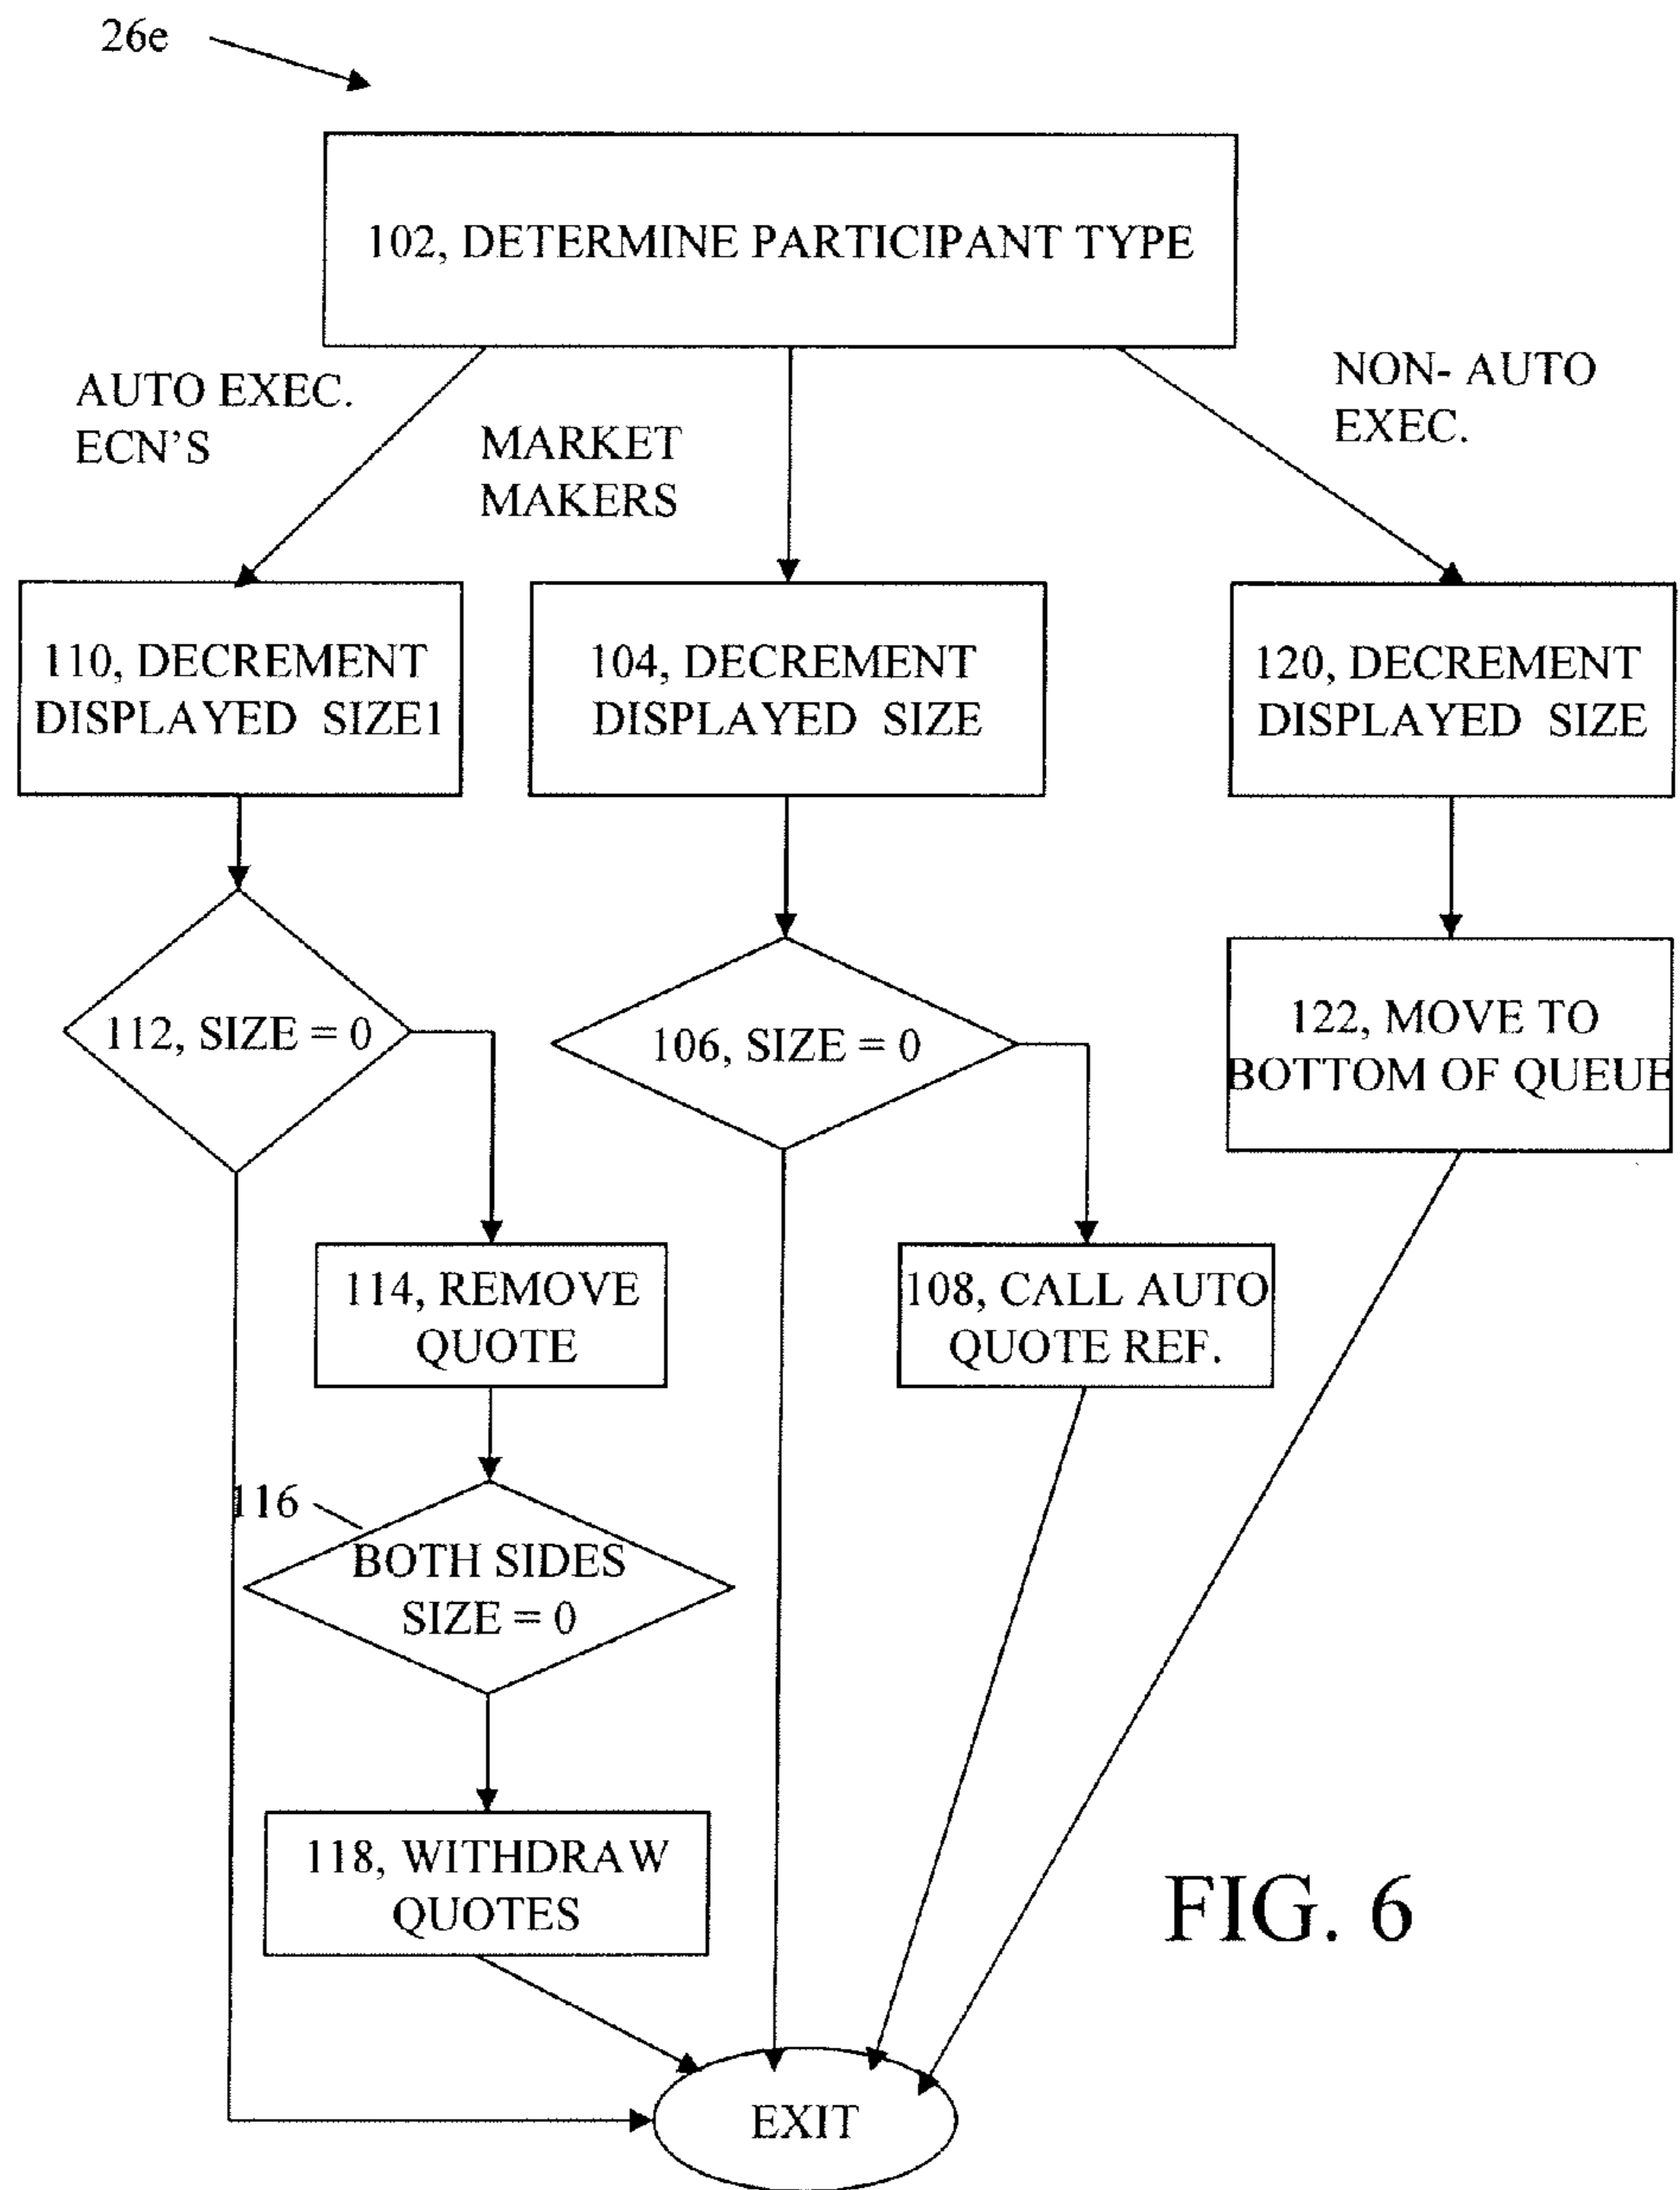 26e
102, DETERMINE PARTICIPANT TYPE
AUTO EXEC.
ECN'S
MARKET
MAKERS
NON- AUTO
EXEC.
110, DECREMENT
DISPLAYED SIZE1
104, DECREMENT
DISPLAYED SIZE
120, DECREMENT
DISPLAYED SIZE
112, SIZE = 0
106, SIZE = 0
122, MOVE TO
BOTTOM OF QUEUE
114, REMOVE
QUOTE
108, CALL AUTO
QUOTE REF.
116
BOTH SIDES
SIZE = 0
118, WITHDRAW
QUOTES
FIG. 6
EXIT